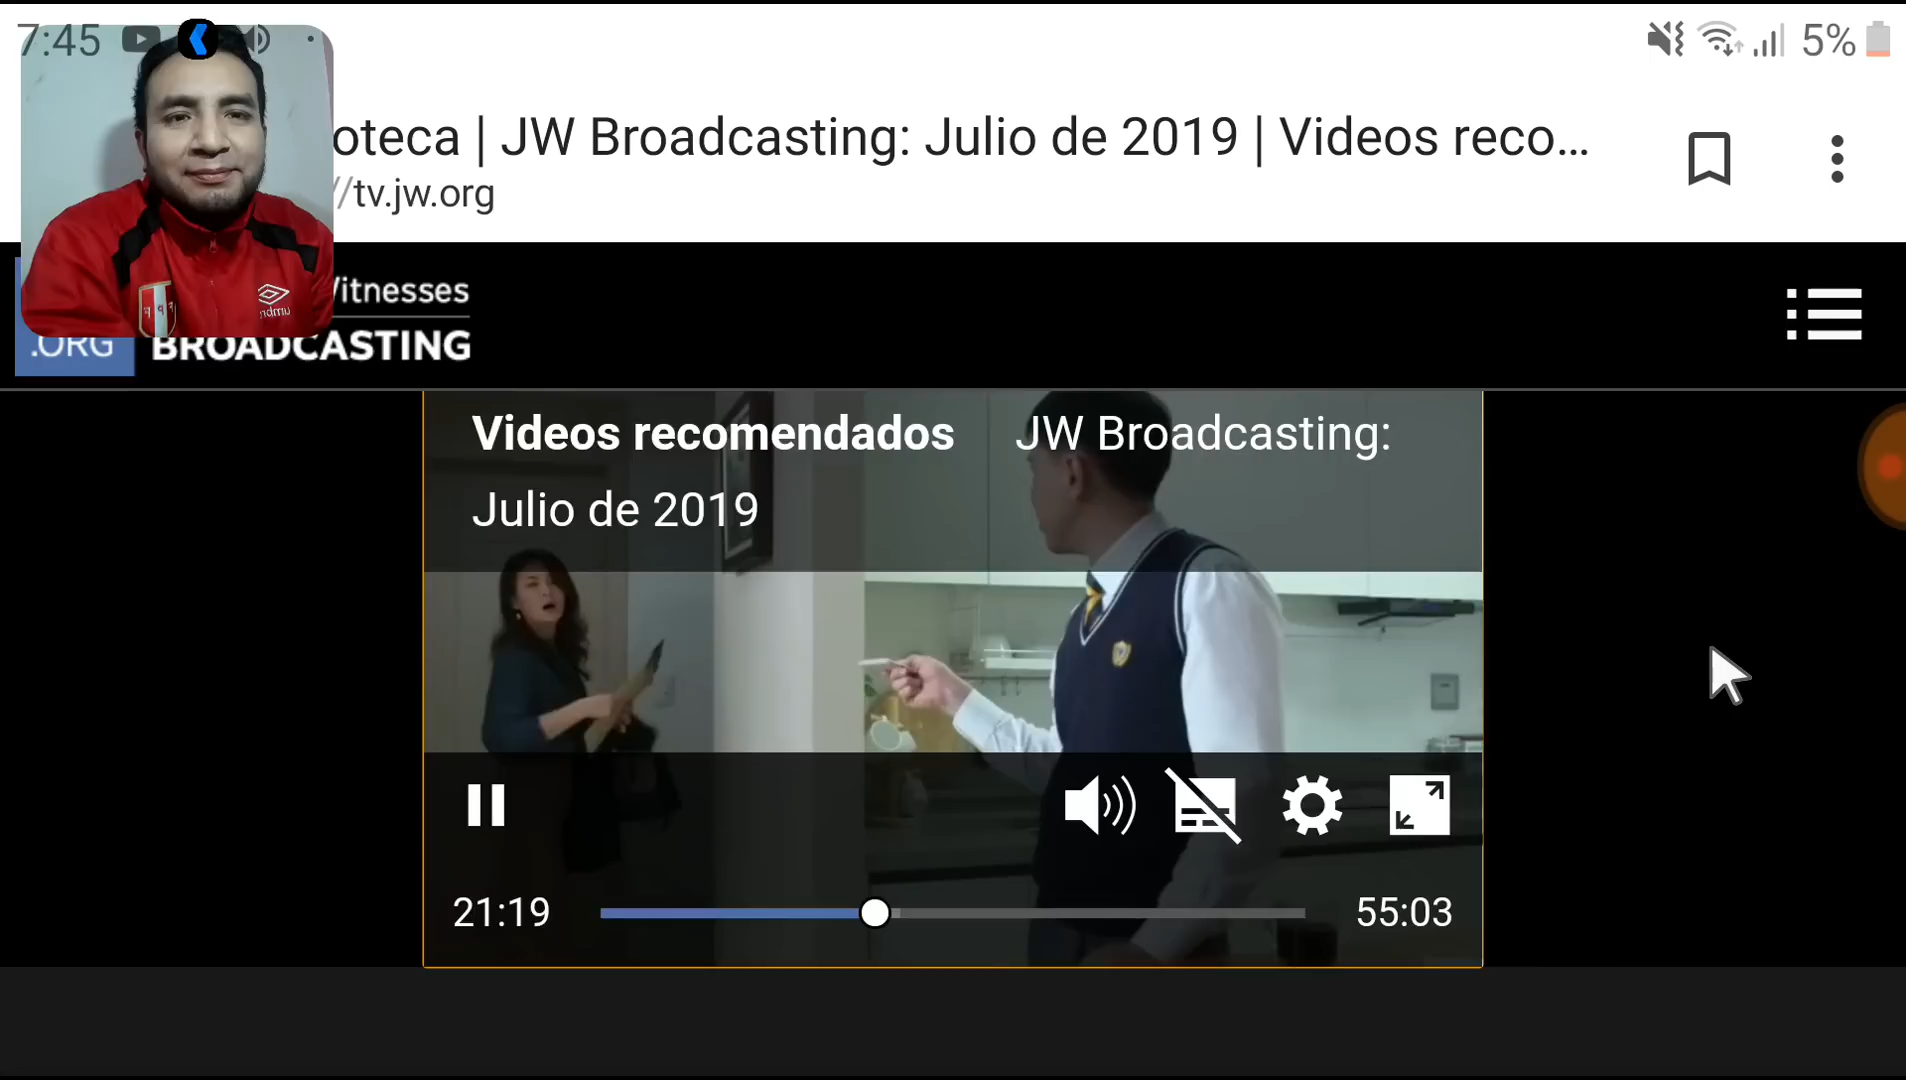 7:45
5%
oteca | JW Broadcasting: Julio de 2019 | Videos reco...
//tv.jw.org
Witnesses
.ORG
BROADCASTING
Videos recomendados JW Broadcasting:
Julio de 2019
21:19
55:03